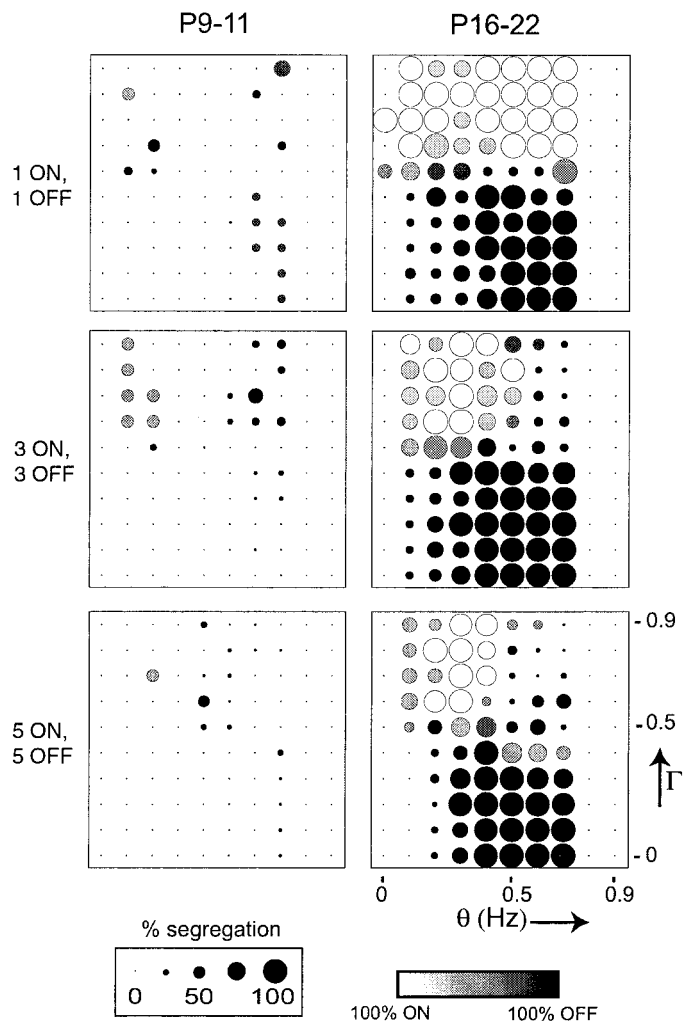 P9-11 P16-22
1 ON,
1 OFF
3 ON,
3 OFF
5 ON,
5 OFF
- 0.9
- 0.5
Γ
- 0
0 0.5 0.9
θ (Hz)
% segregation
0 50 100
100% ON 100% OFF